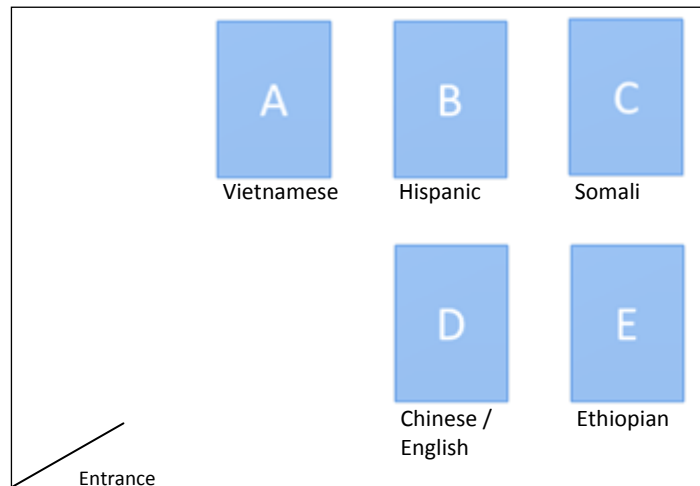 A B C
Vietnamese Hispanic Somali
D E
Chinese / Ethiopian
English
Entrance